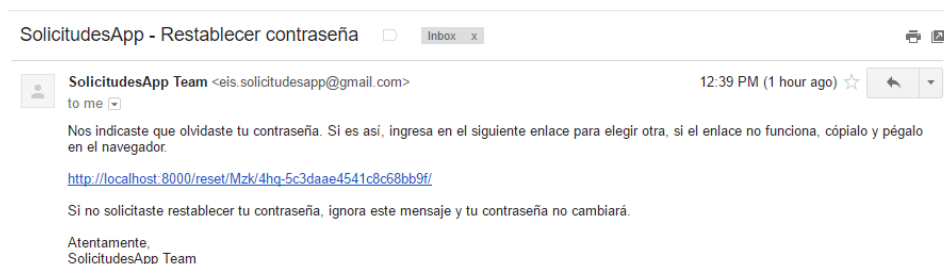 SolicitudesApp - Restablecer contraseña
Inbox x
SolicitudesApp Team <eis.solicitudesapp@gmail.com>
12:39 PM (1 hour ago)
to me
Nos indicaste que olvidaste tu contraseña. Si es así, ingresa en el siguiente enlace para elegir otra, si el enlace no funciona, cópialo y pégalo
en el navegador.
http://localhost:8000/reset/Mzk/4hq-5c3daae4541c8c68bb9f/
Si no solicitaste restablecer tu contraseña, ignora este mensaje y tu contraseña no cambiará.
Atentamente,
SolicitudesApp Team